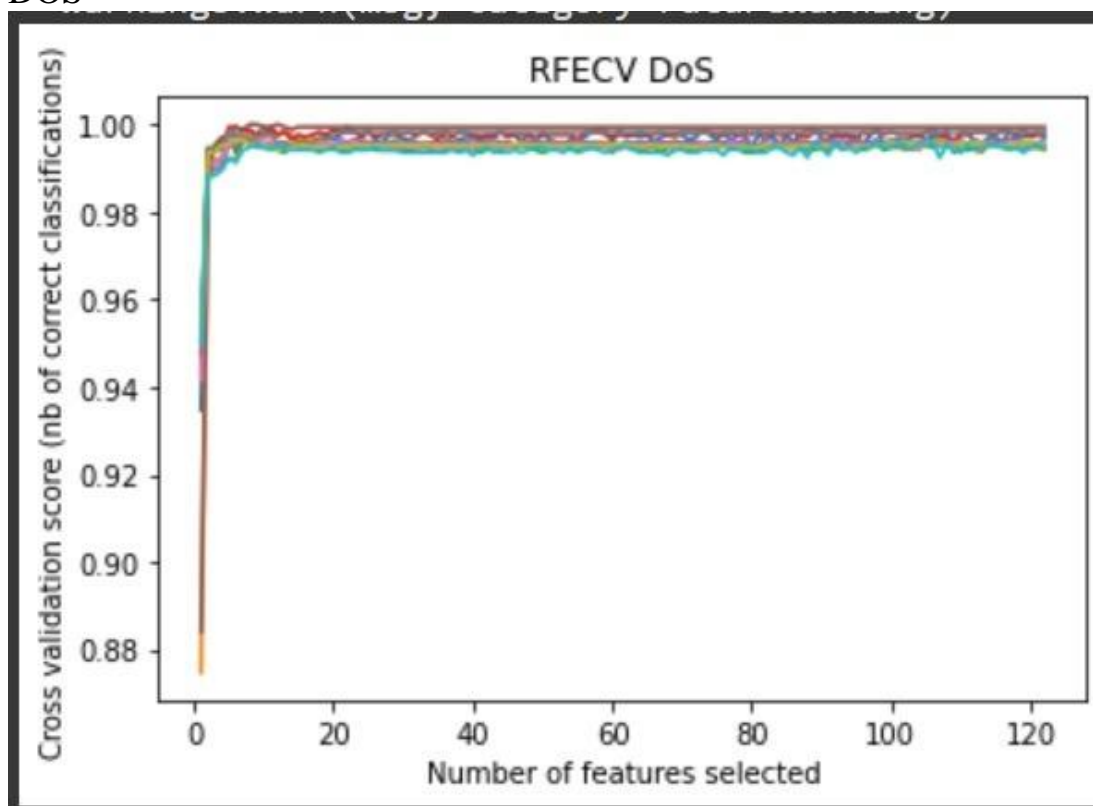 DOS
RFECV DoS
Cross validation score (nb of correct classifications)
1.00
0.98
0.96
0.94
0.92
0.90
0.88
0 20 40 60 80 100 120
Number of features selected